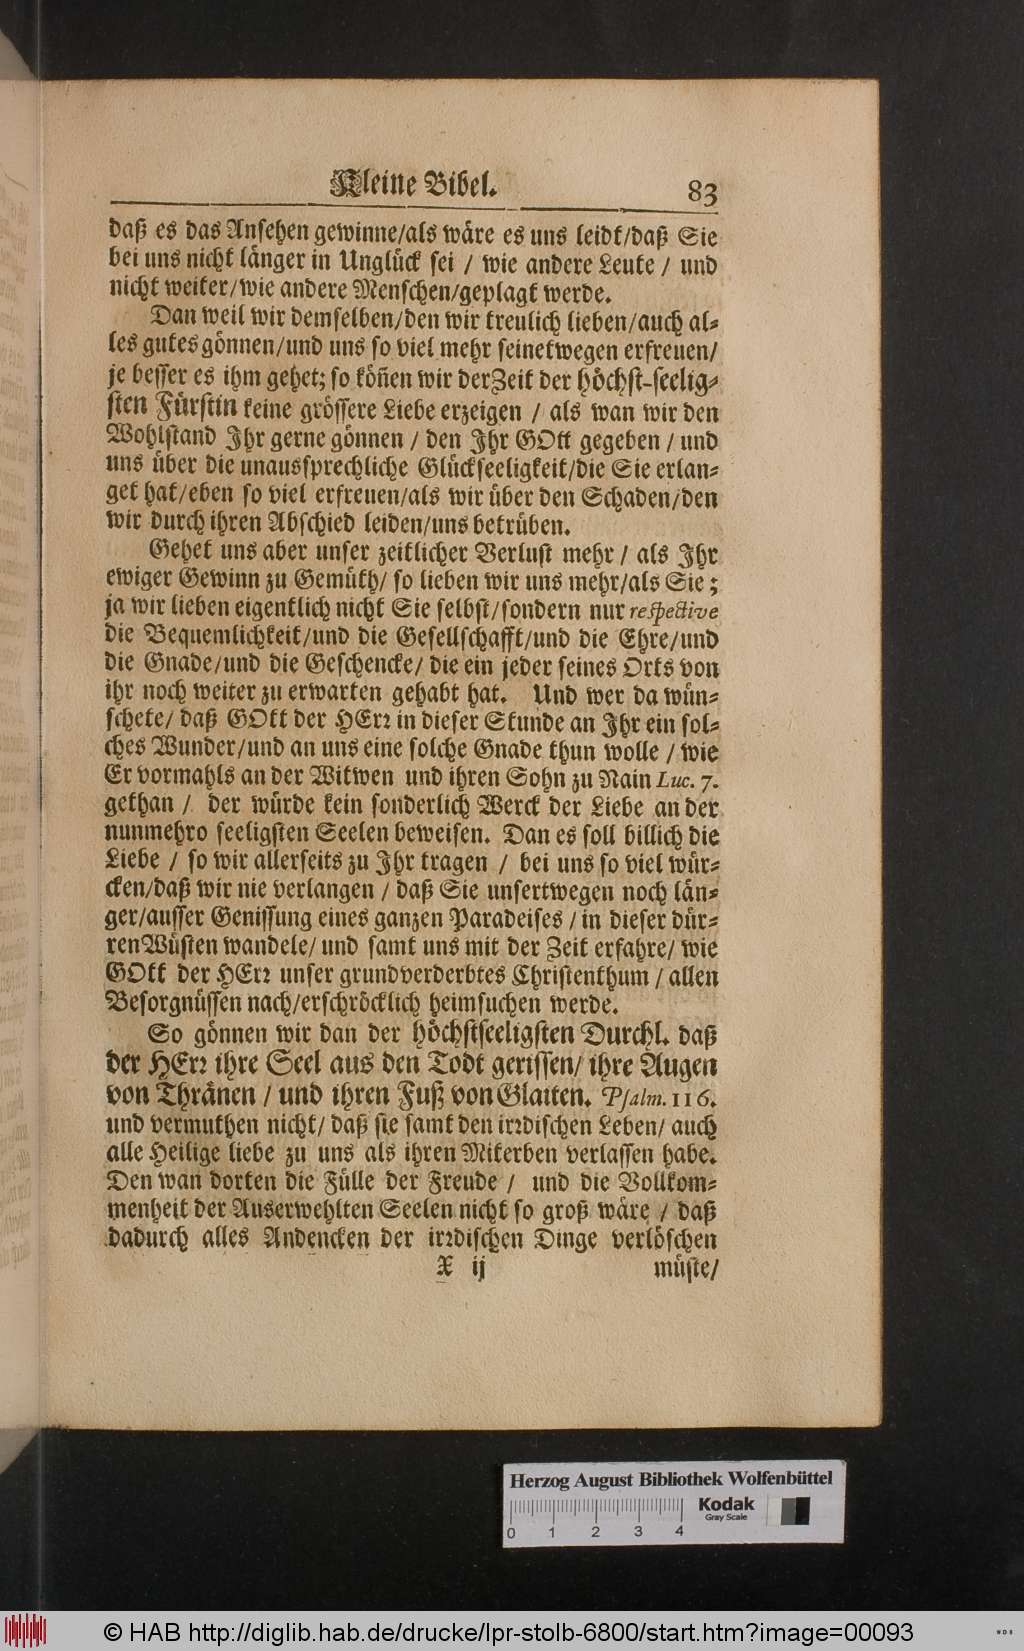 Kleine Bibel. 83
daß es das Ansehen gewinne/als wäre es uns leidt/daß Sie
bei uns nicht länger in Unglück sei / wie andere Leute / und
nicht weiter/wie andere Menschen/geplagt werde.
Dan weil wir demselben/den wir treulich lieben/auch al-
les gutes gönnen/und uns so viel mehr seinetwegen erfreuen/
je besser es ihm gehet; so köñen wir der Zeit der höchst-seelig-
sten Fürstin keine grössere Liebe erzeigen / als wan wir den
Wohlstand Ihr gerne gönnen / den Ihr GOtt gegeben / und
uns über die unaussprechliche Glückseeligkeit/die Sie erlan-
get hat/eben so viel erfreuen/als wir über den Schaden/den
wir durch ihren Abschied leiden/uns betrüben.
Gehet uns aber unser zeitlicher Verlust mehr / als Ihr
ewiger Gewinn zu Gemüth/ so lieben wir uns mehr/als Sie;
ja wir lieben eigentlich nicht Sie selbst/sondern nur respective
die Bequemlichkeit/und die Gesellschafft/und die Ehre/und
die Gnade/und die Geschencke/ die ein jeder seines Orts von
ihr noch weiter zu erwarten gehabt hat. Und wer da wün-
schete/ daß GOtt der HErr in dieser Stunde an Ihr ein sol-
ches Wunder/und an uns eine solche Gnade thun wolle / wie
Er vormahls an der Witwen und ihren Sohn zu Nain Luc. 7.
gethan / der würde kein sonderlich Werck der Liebe an der
nunmehro seeligsten Seelen beweisen. Dan es soll billich die
Liebe / so wir allerseits zu Ihr tragen / bei uns so viel wür-
cken/daß wir nie verlangen / daß Sie unsertwegen noch län-
ger/ausser Genissung eines ganzen Paradeises / in dieser dür-
ren Wüsten wandele/ und samt uns mit der Zeit erfahre/ wie
GOtt der HErr unser grundverderbtes Christenthum / allen
Besorgnüssen nach/erschröcklich heimsuchen werde.
So gönnen wir dan der höchstseeligsten Durchl. daß
der HErr ihre Seel aus den Todt gerissen/ ihre Augen
von Thränen / und ihren Fuß von Glaiten. Psalm. 116.
und vermuthen nicht/ daß sie samt den irrdischen Leben/ auch
alle Heilige liebe zu uns als ihren Miterben verlassen habe.
Den wan dorten die Fülle der Freude / und die Vollkom-
menheit der Auserwehlten Seelen nicht so groß wäre / daß
dadurch alles Andencken der irrdischen Dinge verlöschen
X ij müste/
Herzog August Bibliothek Wolfenbüttel
Kodak
Gray Scale
0 1 2 3 4
© HAB http://diglib.hab.de/drucke/lpr-stolb-6800/start.htm?image=00093